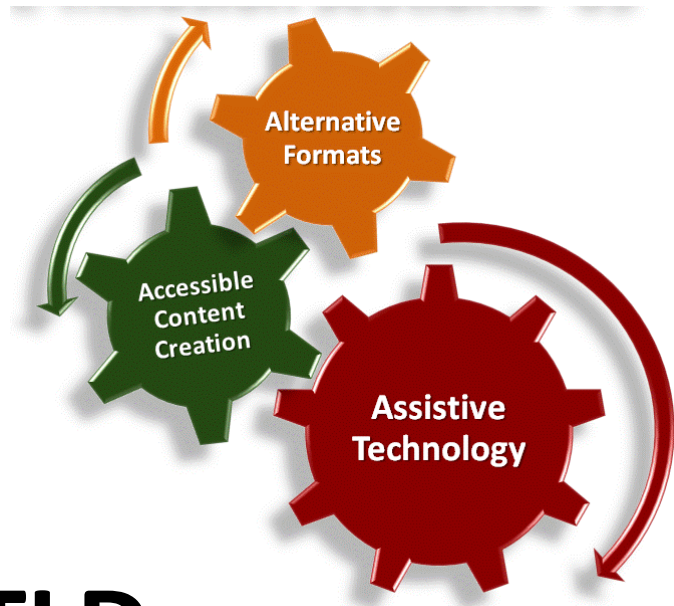 Alternative
Formats
Accessible
Content
Creation
Assistive
Technology